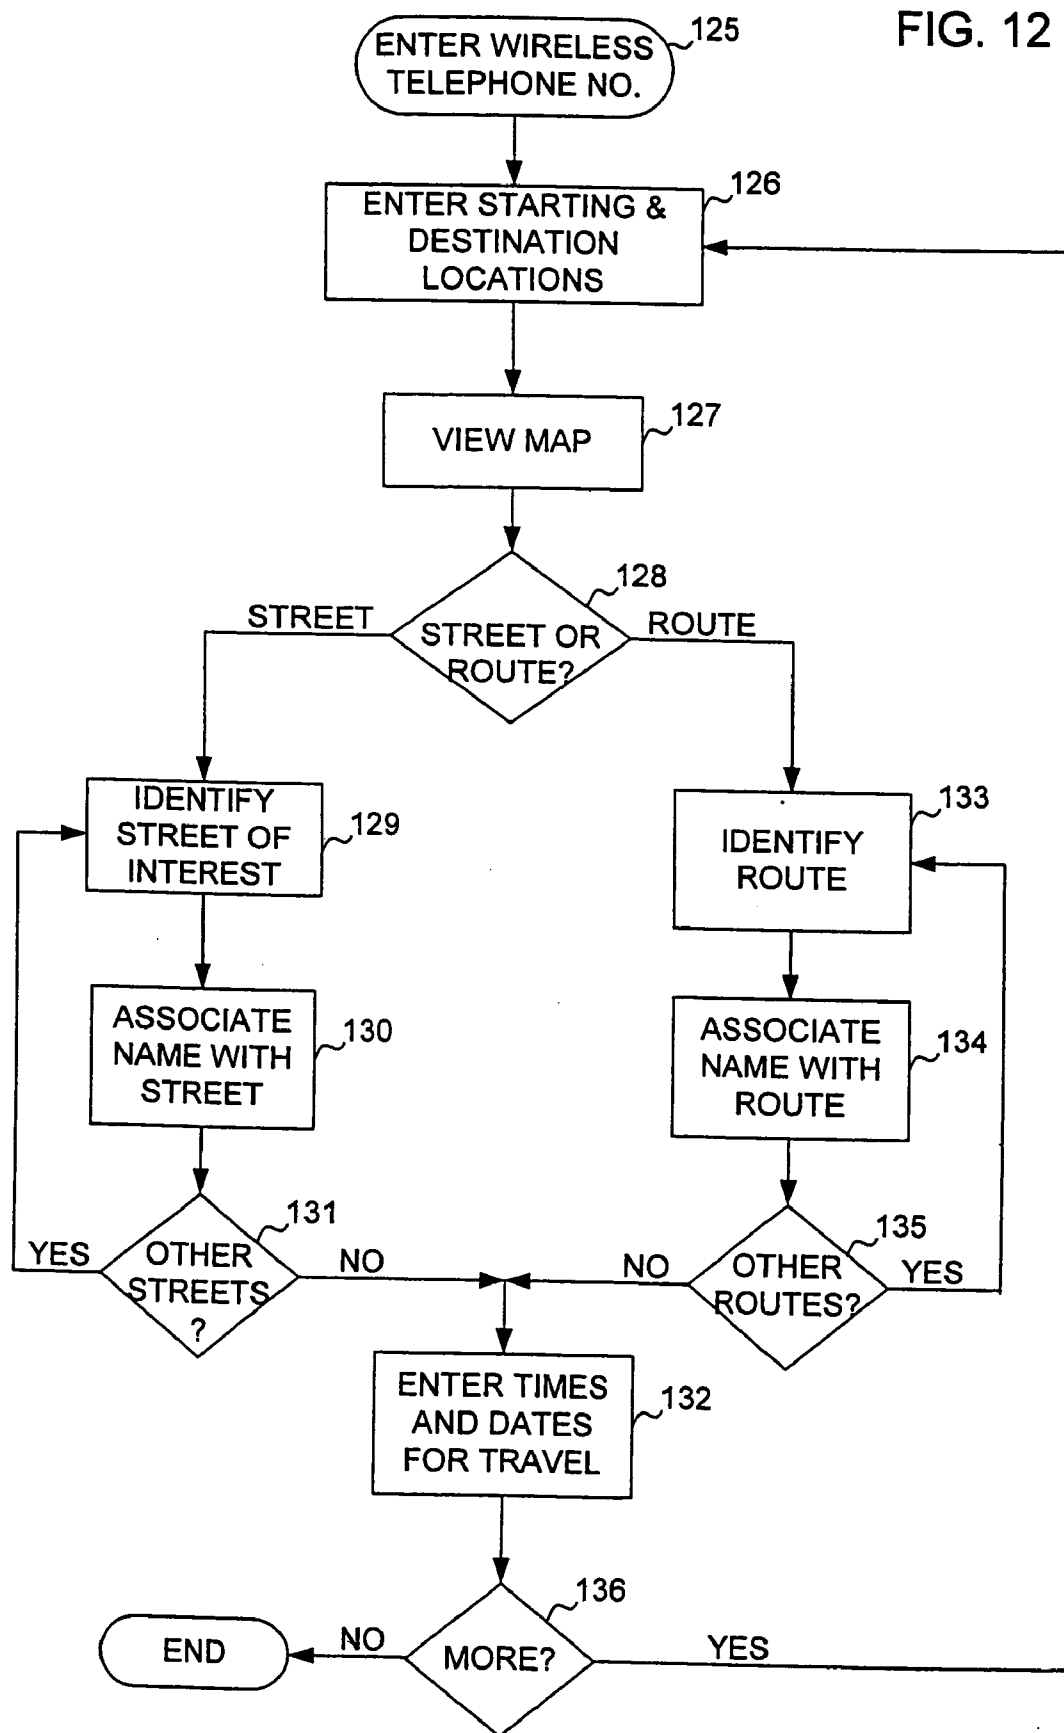 FIG. 12
ENTER WIRELESS
TELEPHONE NO.
125
ENTER STARTING &
DESTINATION
LOCATIONS
126
VIEW MAP
127
STREET OR
ROUTE?
128
STREET
ROUTE
IDENTIFY
STREET OF
INTEREST
129
IDENTIFY
ROUTE
133
ASSOCIATE
NAME WITH
STREET
130
ASSOCIATE
NAME WITH
ROUTE
134
OTHER
STREETS
?
131
YES
NO
OTHER
ROUTES?
135
NO
YES
ENTER TIMES
AND DATES
FOR TRAVEL
132
MORE?
136
NO
YES
END